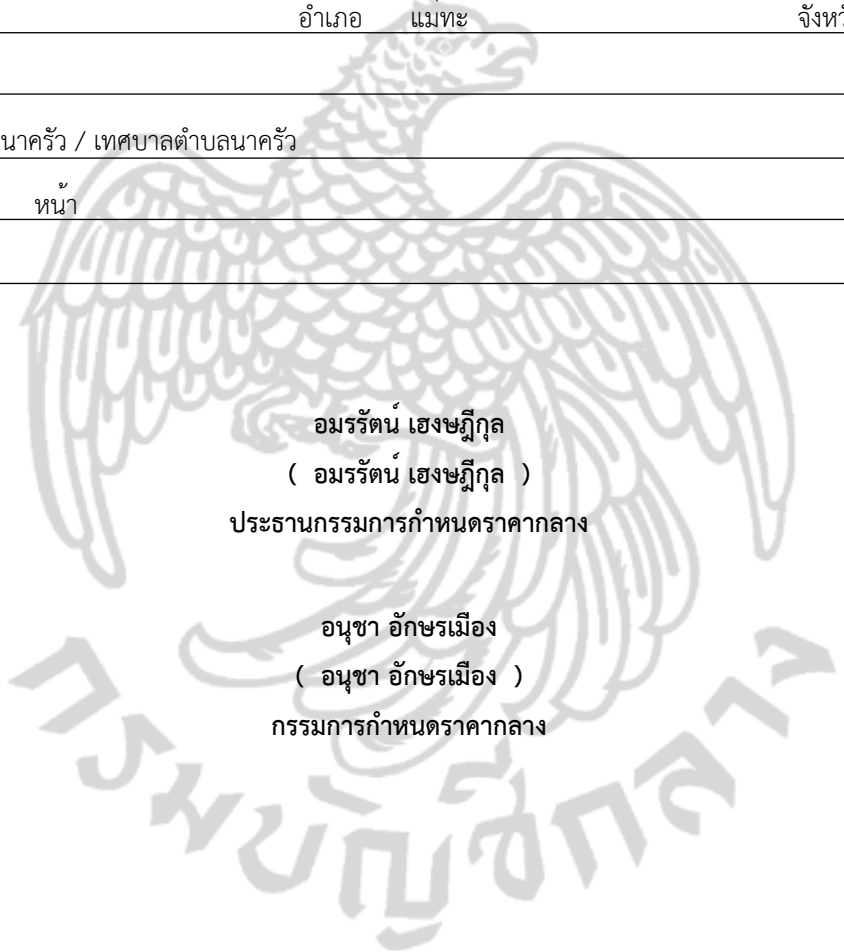 อำเภอ แม่ทะ จังหวั
นาครัว / เทศบาลตำบลนาครัว
หน้า
อมรรัตน์ เฮงษฎีกุล
( อมรรัตน์ เฮงษฎีกุล )
ประธานกรรมการกำหนดราคากลาง
อนุชา อักษรเมือง
( อนุชา อักษรเมือง )
กรรมการกำหนดราคากลาง
กรมบัญชีกลาง